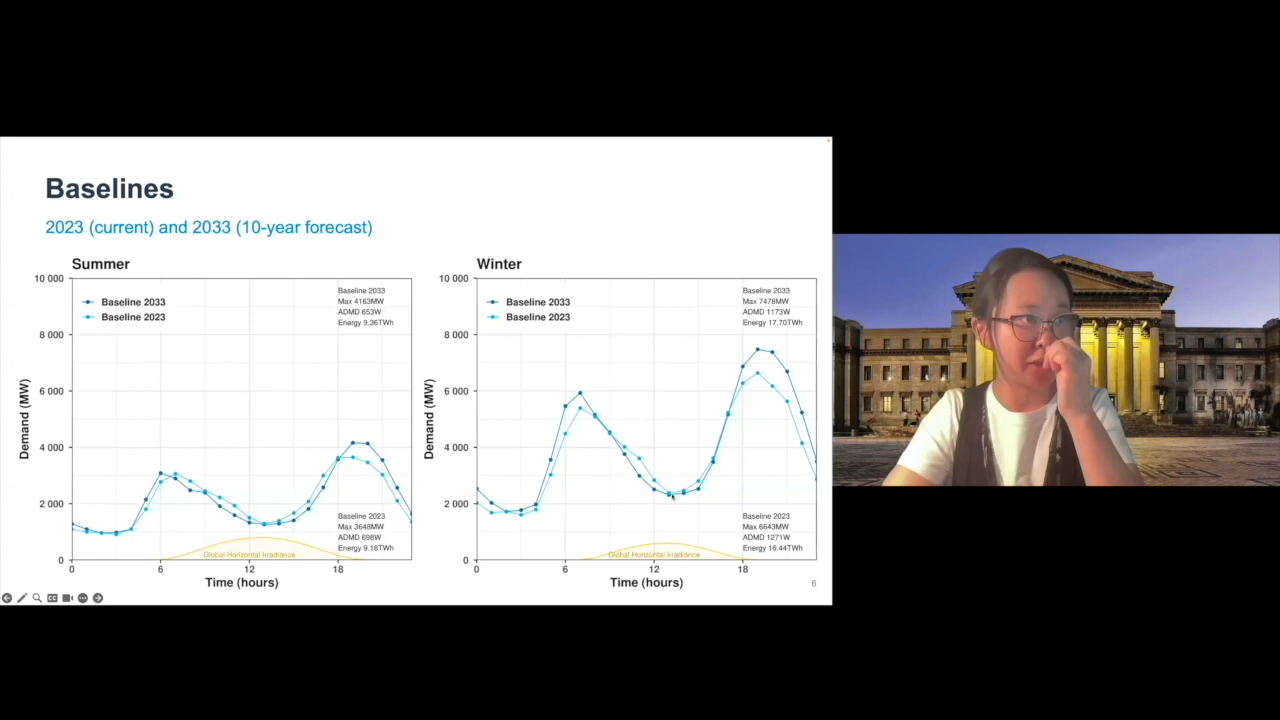 Baselines
2023 (current) and 2033 (10-year forecast)
Summer
10 000
8 000
6 000
4 000
2 000
0
Demand (MW)
Baseline 2033
Baseline 2023
Baseline 2033
Max 4163MW
ADMD 653W
Energy 9.36TWh
Baseline 2023
Max 3648MW
ADMD 698W
Energy 9.18TWh
Global Horizontal Irradiance
0
6
12
18
Time (hours)
Winter
10 000
8 000
6 000
4 000
2 000
0
Demand (MW)
Baseline 2033
Baseline 2023
Baseline 2033
Max 7478MW
ADMD 1173W
Energy 17.70TWh
Baseline 2023
Max 6643MW
ADMD 1271W
Energy 16.44TWh
Global Horizontal Irradiance
0
6
12
18
Time (hours)
6
CC